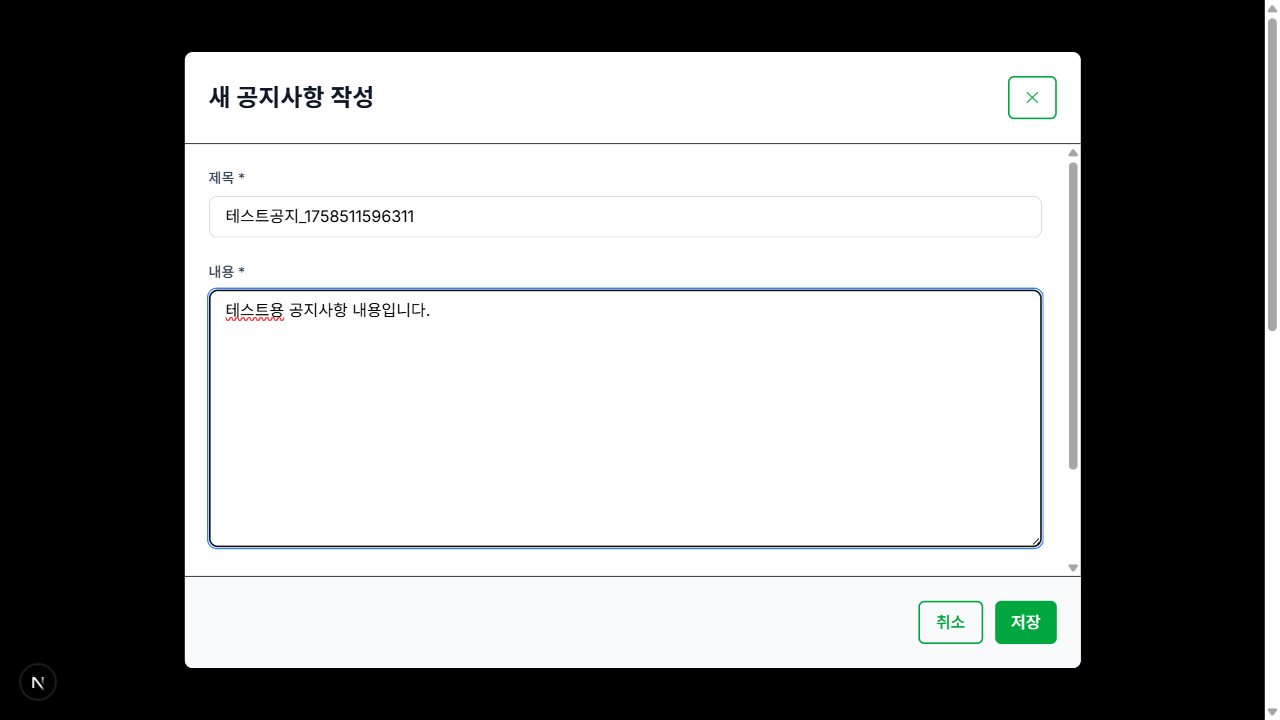 새 공지사항 작성
제목 *
테스트공지_1758511596311
내용 *
테스트용 공지사항 내용입니다.
취소
저장
N